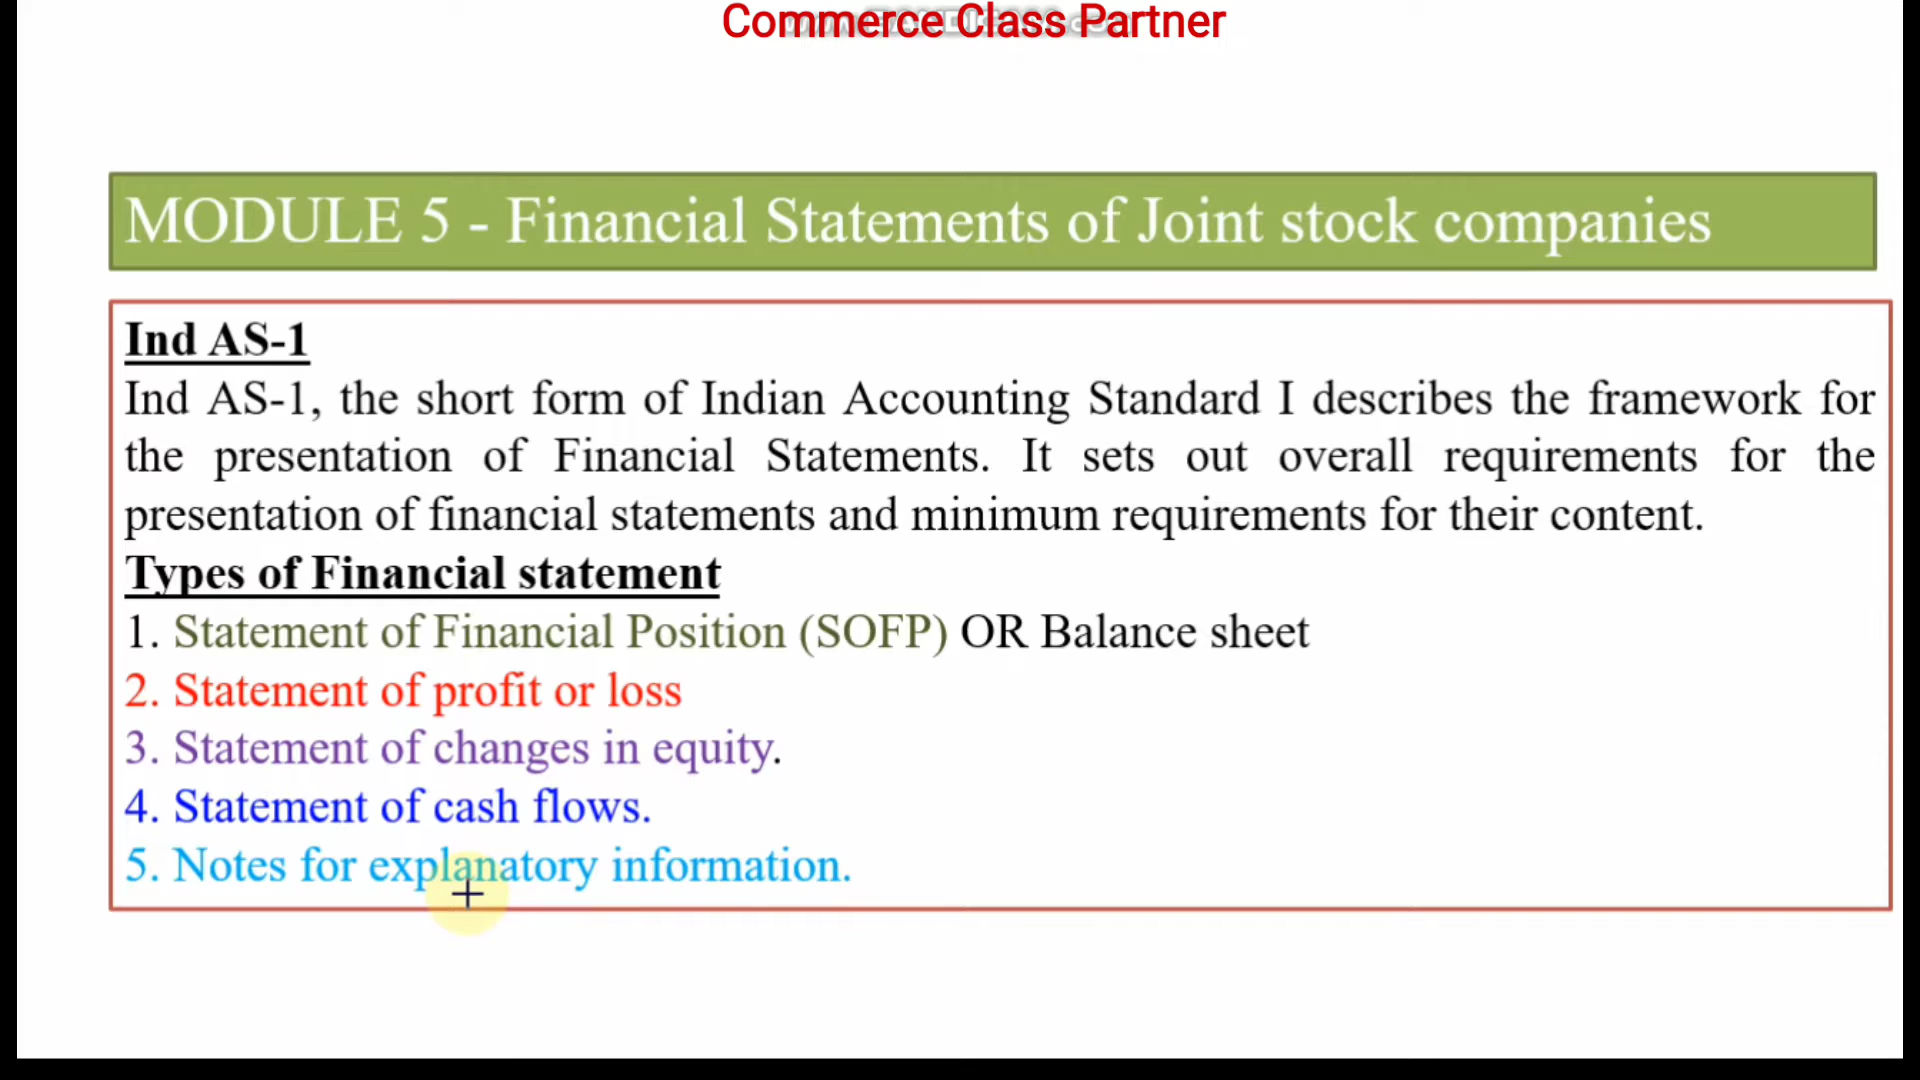 Commerce Class Partner
MODULE 5 - Financial Statements of Joint stock companies
Ind AS-1
Ind AS-1, the short form of Indian Accounting Standard I describes the framework for
the presentation of Financial Statements. It sets out overall requirements for the
presentation of financial statements and minimum requirements for their content.
Types of Financial statement
1. Statement of Financial Position (SOFP) OR Balance sheet
2. Statement of profit or loss
3. Statement of changes in equity.
4. Statement of cash flows.
5. Notes for explanatory information.